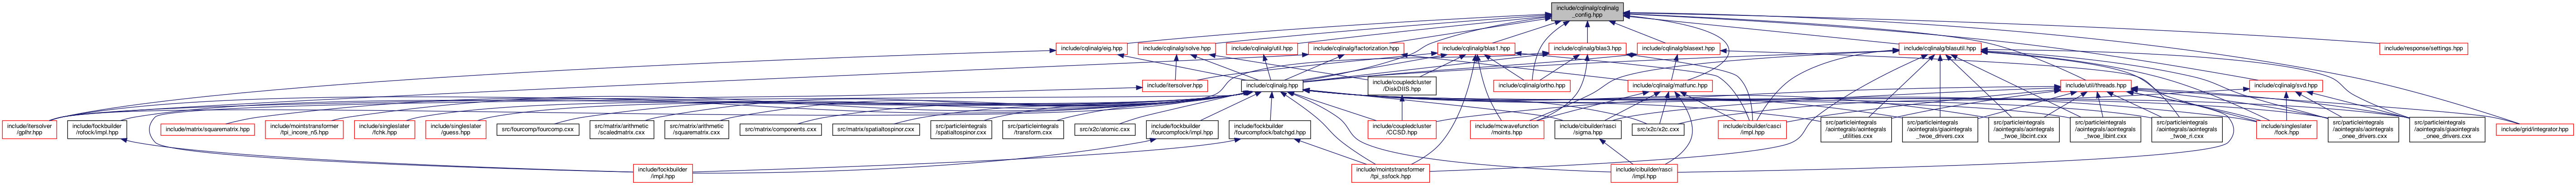 include/cqlinalg/cqlinalg
_config.hpp
include/cqlinalg/eig.hpp
include/cqlinalg/solve.hpp
include/cqlinalg/util.hpp
include/cqlinalg/factorization.hpp
include/cqlinalg/blas1.hpp
include/cqlinalg/blas3.hpp
include/cqlinalg/blasext.hpp
include/cqlinalg/blasutil.hpp
include/response/settings.hpp
include/itersolver.hpp
include/cqlinalg.hpp
include/coupledcluster
/DiskDIIS.hpp
include/cqlinalg/ortho.hpp
include/cqlinalg/matfunc.hpp
include/util/threads.hpp
include/cqlinalg/svd.hpp
include/itersolver
/gplhr.hpp
include/fockbuilder
/rofock/impl.hpp
include/matrix/squarematrix.hpp
include/mointstransformer
/tpi_incore_n6.hpp
include/singleslater
/fchk.hpp
include/singleslater
/guess.hpp
src/fourcomp/fourcomp.cxx
src/matrix/arithmetic
/scaledmatrix.cxx
src/matrix/arithmetic
/squarematrix.cxx
src/matrix/components.cxx
src/matrix/spatialtospinor.cxx
src/particleintegrals
/spatialtospinor.cxx
src/particleintegrals
/transform.cxx
src/x2c/atomic.cxx
include/fockbuilder
/fourcompfock/impl.hpp
include/fockbuilder
/fourcompfock/batchgd.hpp
include/coupledcluster
/CCSD.hpp
include/mcwavefunction
/moints.hpp
include/cibuilder/rasci
/sigma.hpp
src/x2c/x2c.cxx
include/cibuilder/casci
/impl.hpp
src/particleintegrals
/aointegrals/aointegrals
_utilities.cxx
src/particleintegrals
/aointegrals/giaointegrals
_twoe_drivers.cxx
src/particleintegrals
/aointegrals/aointegrals
_twoe_libcint.cxx
src/particleintegrals
/aointegrals/aointegrals
_twoe_libint.cxx
src/particleintegrals
/aointegrals/aointegrals
_twoe_ri.cxx
include/singleslater
/fock.hpp
src/particleintegrals
/aointegrals/aointegrals
_onee_drivers.cxx
src/particleintegrals
/aointegrals/giaointegrals
_onee_drivers.cxx
include/grid/integrator.hpp
include/fockbuilder
/impl.hpp
include/mointstransformer
/tpi_ssfock.hpp
include/cibuilder/rasci
/impl.hpp